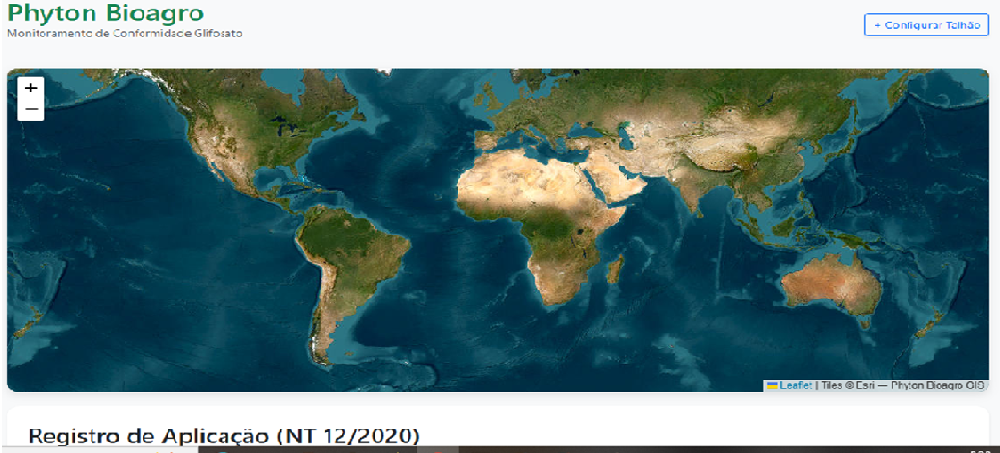 Phyton Bioagro
Monitoramento de Conformidade Glifosato
+ Configurar Talhão
+
−
Leaflet | Tiles © Esri — Phyton Bioagro GIS
Registro de Aplicação (NT 12/2020)